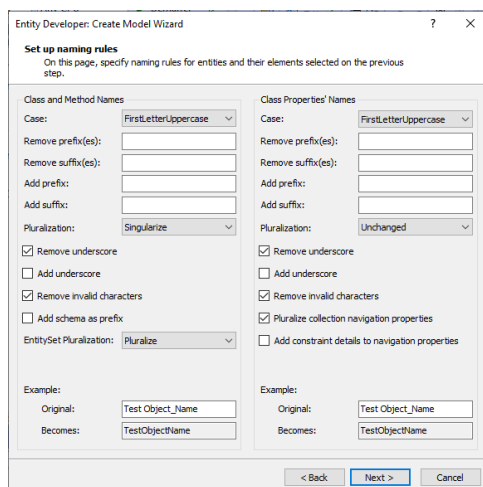 Entity Developer: Create Model Wizard ? ×
Set up naming rules
On this page, specify naming rules for entities and their elements selected on the previous
step.
Class and Method Names
Case: FirstLetterUppercase
Remove prefix(es):
Remove suffix(es):
Add prefix:
Add suffix:
Pluralization: Singularize
Remove underscore
Add underscore
Remove invalid characters
Add schema as prefix
EntitySet Pluralization: Pluralize
Example:
Original: Test Object_Name
Becomes: TestObjectName
Class Properties' Names
Case: FirstLetterUppercase
Remove prefix(es):
Remove suffix(es):
Add prefix:
Add suffix:
Pluralization: Unchanged
Remove underscore
Add underscore
Remove invalid characters
Pluralize collection navigation properties
Add constraint details to navigation properties
Example:
Original: Test Object_Name
Becomes: TestObjectName
< Back Next > Cancel